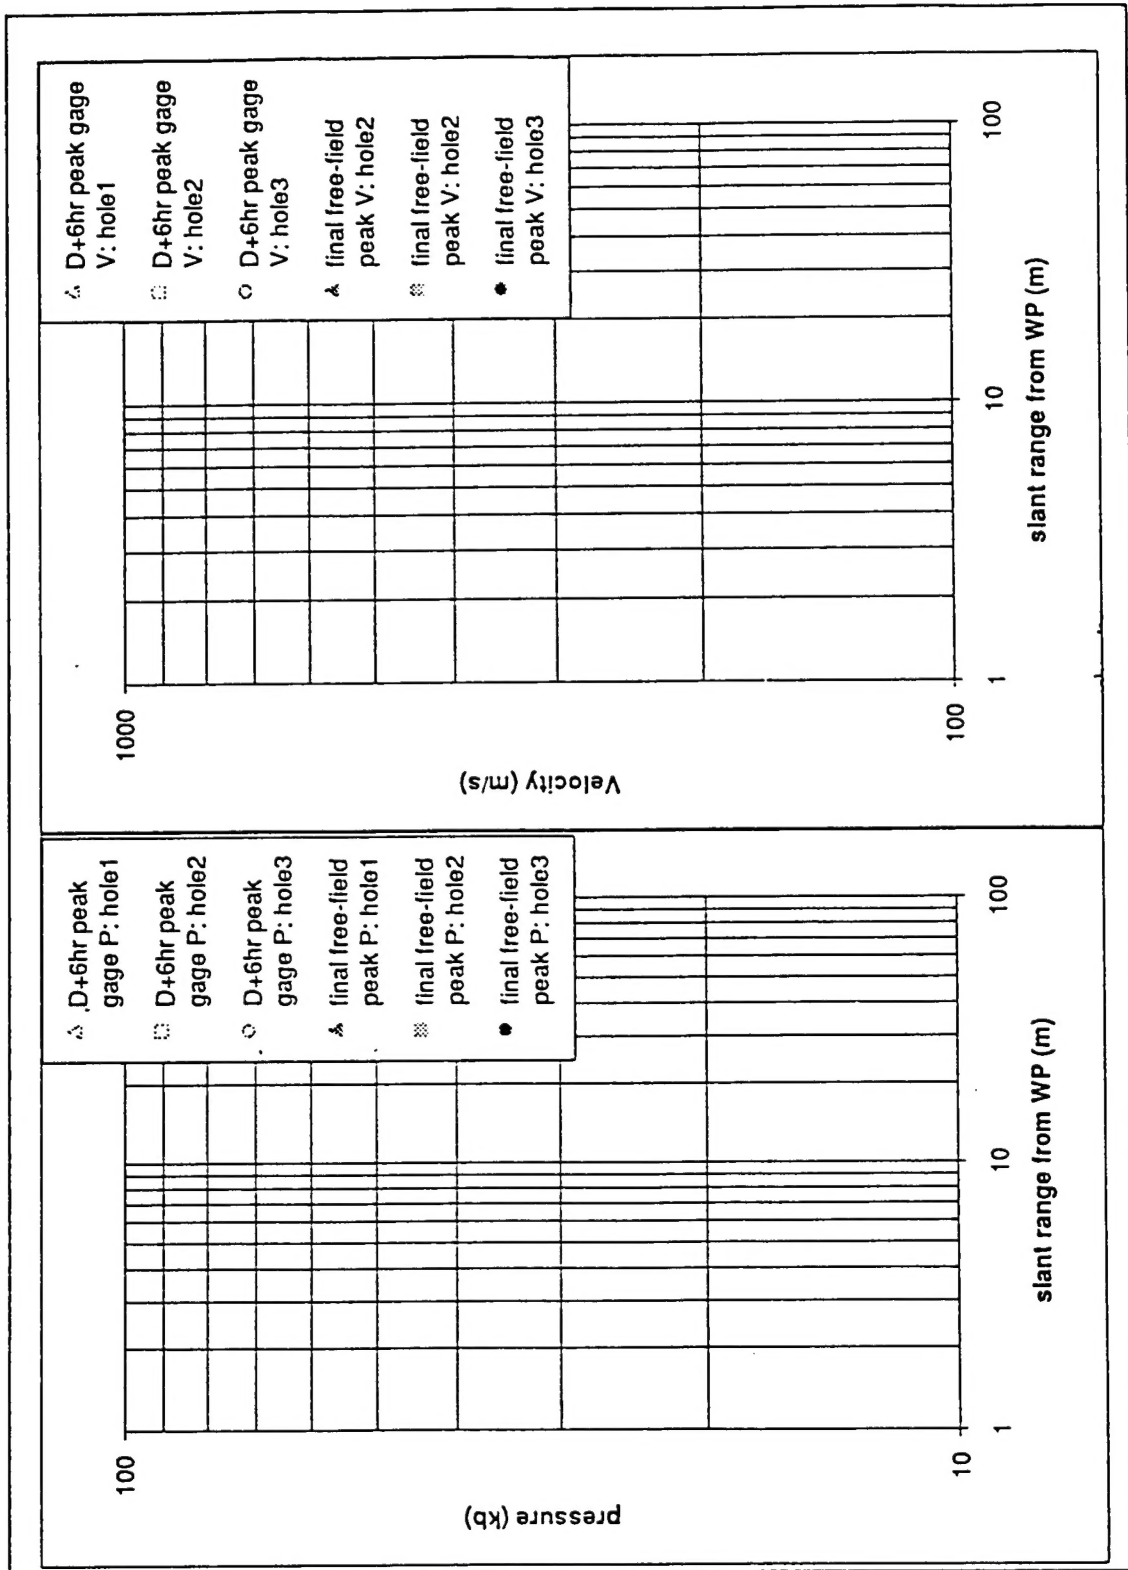 100
10
pressure (kb)
1
10
100
slant range from WP (m)
D+6hr peak
gage P: hole1
D+6hr peak
gage P: hole2
D+6hr peak
gage P: hole3
final free-field
peak P: hole1
final free-field
peak P: hole2
final free-field
peak P: hole3
1000
100
Velocity (m/s)
1
10
100
slant range from WP (m)
D+6hr peak gage
V: hole1
D+6hr peak gage
V: hole2
D+6hr peak gage
V: hole3
final free-field
peak V: hole2
final free-field
peak V: hole2
final free-field
peak V: hole3